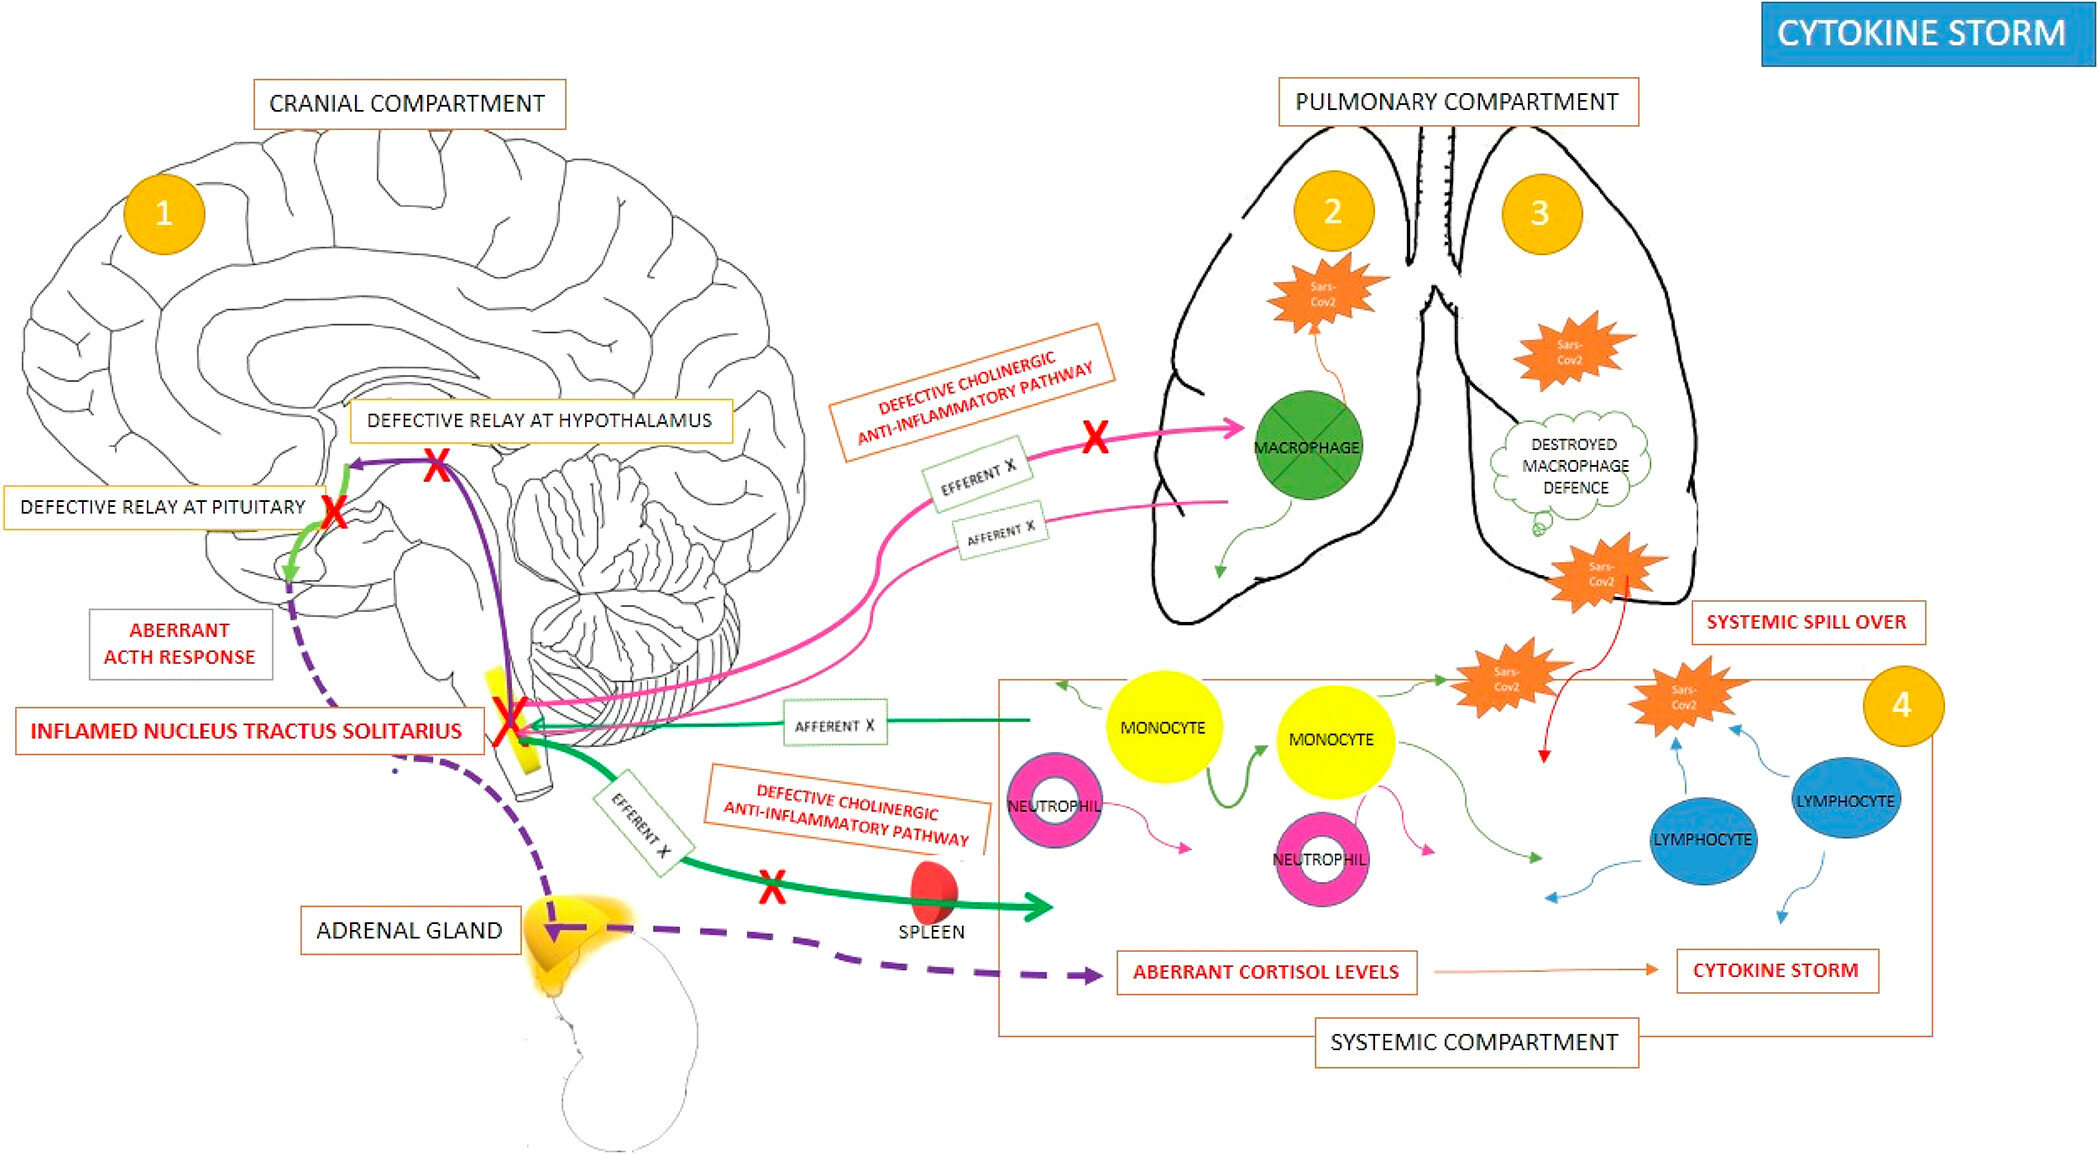 CYTOKINE STORM
CRANIAL COMPARTMENT
PULMONARY COMPARTMENT
1
2
3
Sars-
Cov2
Sars-
Cov2
DEFECTIVE CHOLINERGIC
ANTI-INFLAMMATORY PATHWAY
DEFECTIVE RELAY AT HYPOTHALAMUS
EFFERENT X
X
MACROPHAGE
DESTROYED
MACROPHAGE
DEFENCE
X
DEFECTIVE RELAY AT PITUITARY
X
AFFERENT X
Sars-
Cov2
ABERRANT
ACTH RESPONSE
SYSTEMIC SPILL OVER
INFLAMED NUCLEUS TRACTUS SOLITARIUS
X
AFFERENT X
MONOCYTE
MONOCYTE
Sars-
Cov2
Sars-
Cov2
4
NEUTROPHIL
NEUTROPHIL
LYMPHOCYTE
LYMPHOCYTE
EFFERENT X
DEFECTIVE CHOLINERGIC
ANTI-INFLAMMATORY PATHWAY
X
SPLEEN
ADRENAL GLAND
ABERRANT CORTISOL LEVELS
CYTOKINE STORM
SYSTEMIC COMPARTMENT